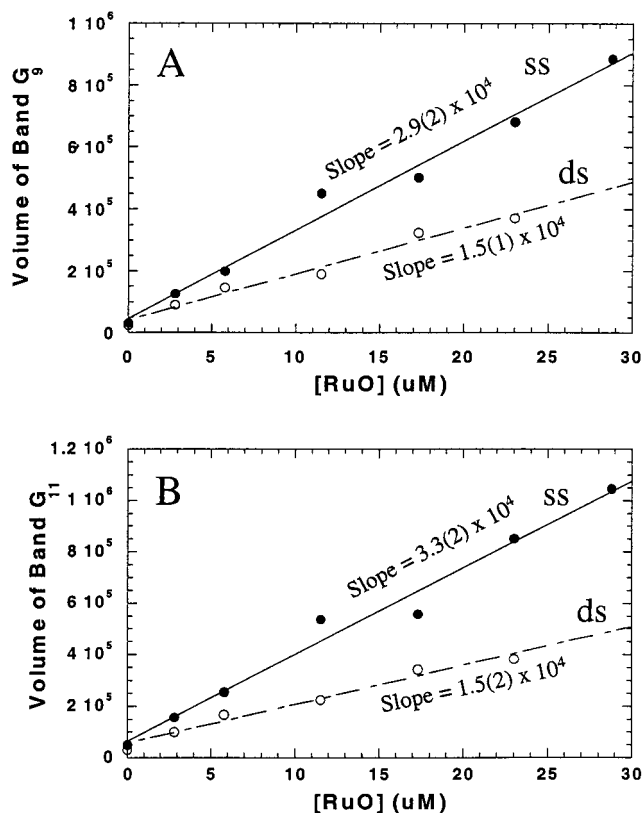 A
Volume of Band G₉
1 10⁶
8 10⁵
6 10⁵
4 10⁵
2 10⁵
0
ss
Slope = 2.9(2) x 10⁴
ds
Slope = 1.5(1) x 10⁴
0 5 10 15 20 25 30
[RuO] (uM)
B
Volume of Band G₁₁
1.2 10⁶
1 10⁶
8 10⁵
6 10⁵
4 10⁵
2 10⁵
0
ss
Slope = 3.3(2) x 10⁴
ds
Slope = 1.5(2) x 10⁴
0 5 10 15 20 25 30
[RuO] (uM)